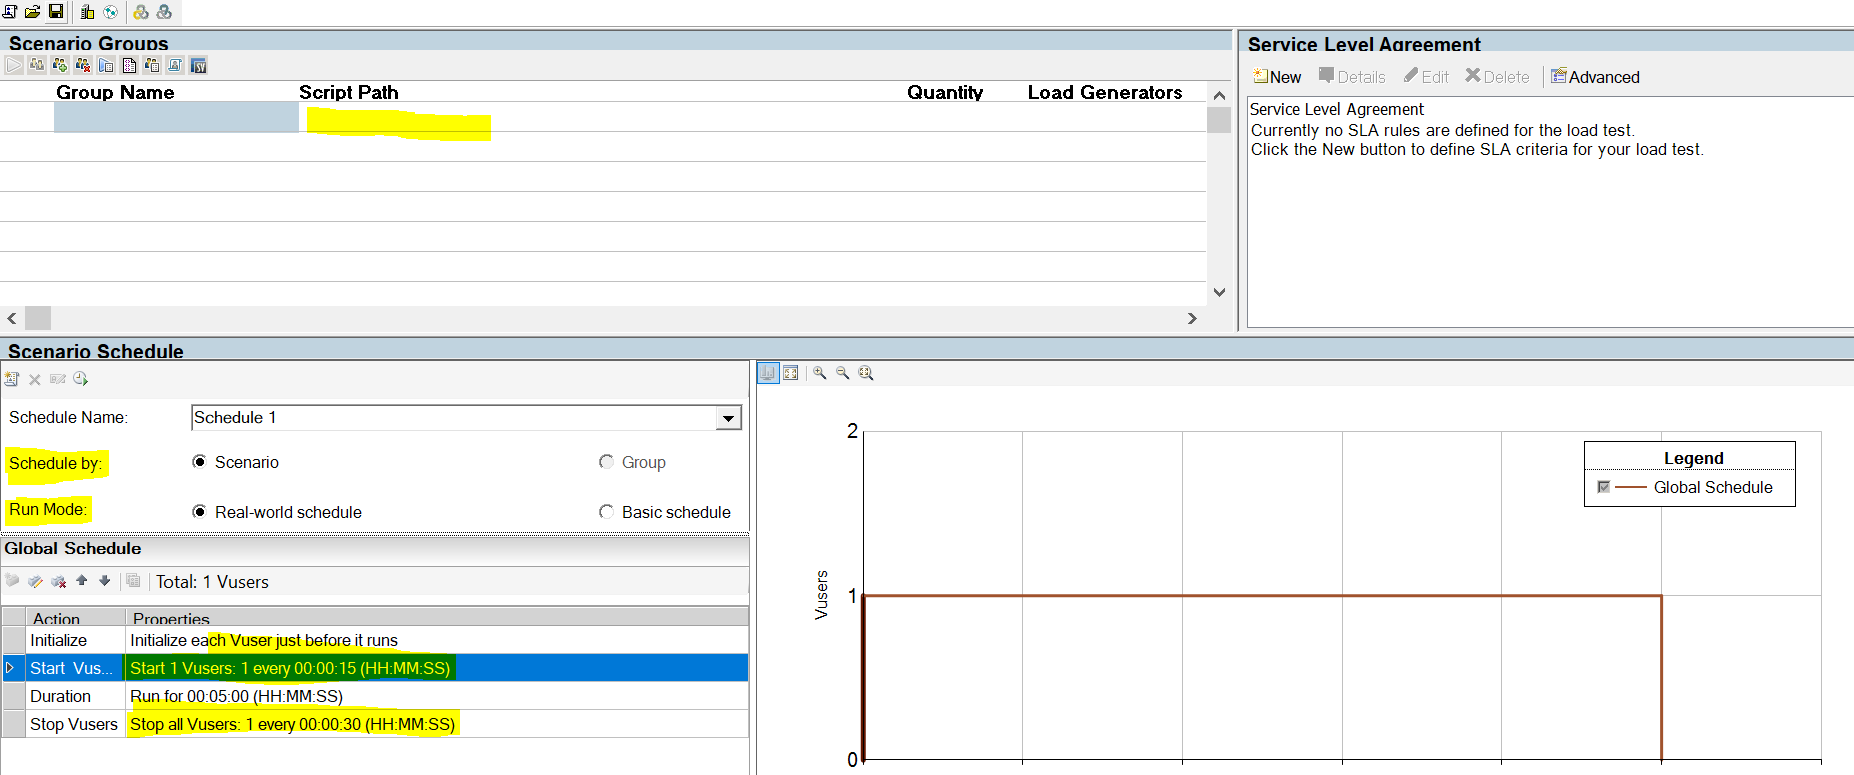 Scenario Groups
Group Name Script Path Quantity Load Generators
Service Level Agreement
New Details Edit Delete Advanced
Service Level Agreement
Currently no SLA rules are defined for the load test.
Click the New button to define SLA criteria for your load test.
Scenario Schedule
Schedule Name: Schedule 1
Schedule by: Scenario Group
Run Mode: Real-world schedule Basic schedule
Global Schedule
Total: 1 Vusers
Action Properties
Initialize Initialize each Vuser just before it runs
Start Vus... Start 1 Vusers: 1 every 00:00:15 (HH:MM:SS)
Duration Run for 00:05:00 (HH:MM:SS)
Stop Vusers Stop all Vusers: 1 every 00:00:30 (HH:MM:SS)
2
1
0
Vusers
Legend
Global Schedule